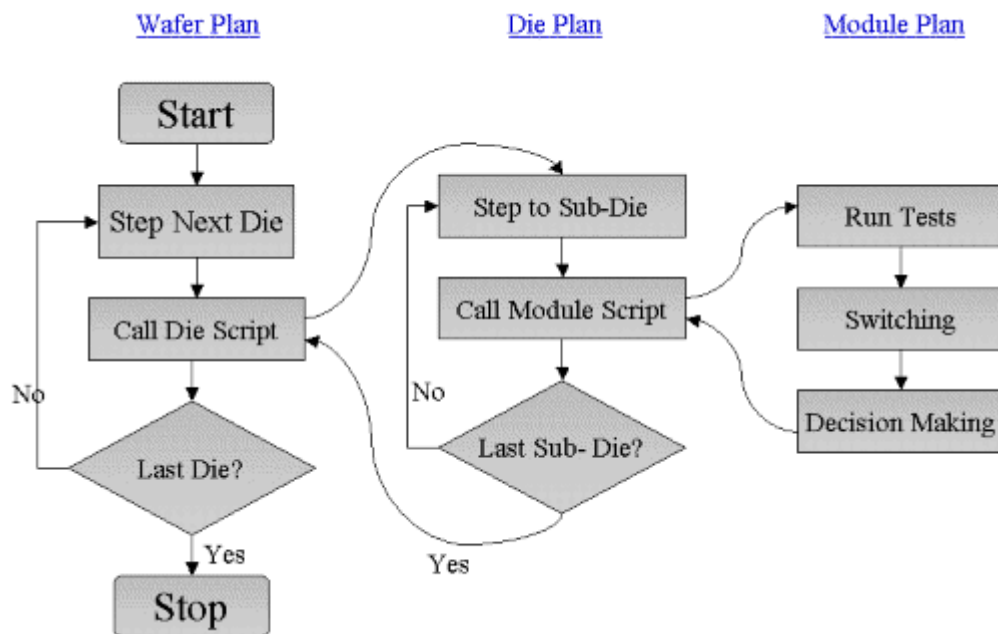 Wafer Plan
Die Plan
Module Plan
Start
Step Next Die
Call Die Script
No
Last Die?
Yes
Stop
Step to Sub-Die
Call Module Script
No
Last Sub- Die?
Yes
Run Tests
Switching
Decision Making